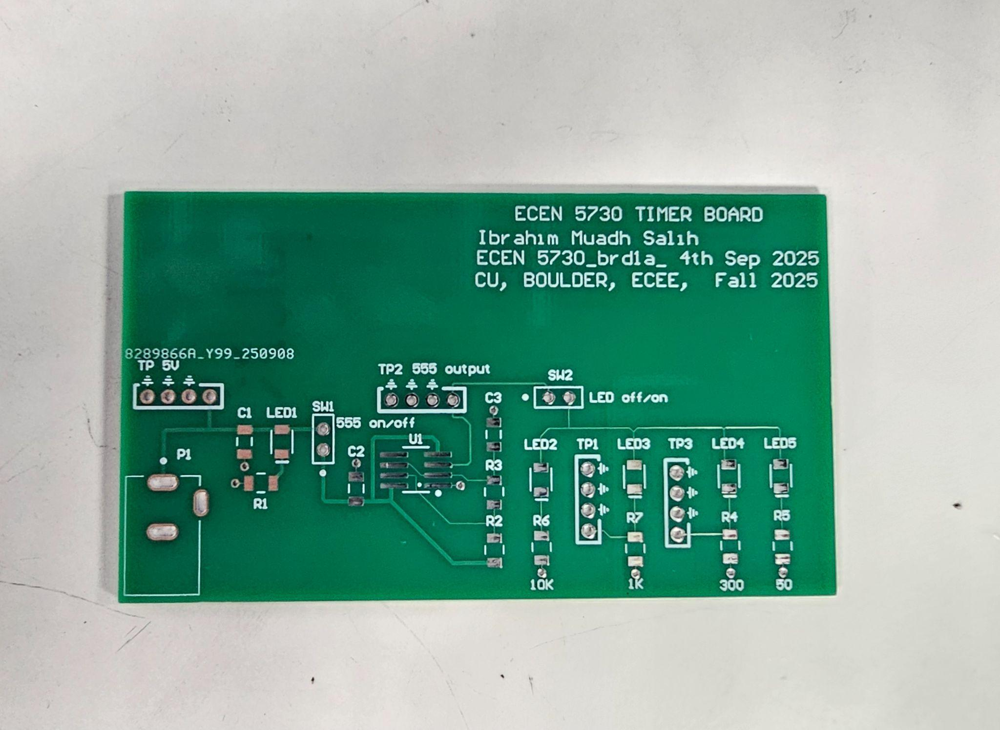 ECEN 5730 TIMER BOARD
Ibrahim Muadh Salih
ECEN 5730_brd1a_ 4th Sep 2025
CU, BOULDER, ECEE, Fall 2025
8289866A_Y99_250908
TP 5V
TP2 555 output
SW2
LED off/on
C3
C1
LED1
SW1
555 on/off
U1
C2
P1
R1
R3
R2
LED2
TP1
LED3
TP3
LED4
LED5
R6
R7
R4
R5
10K
1K
300
50